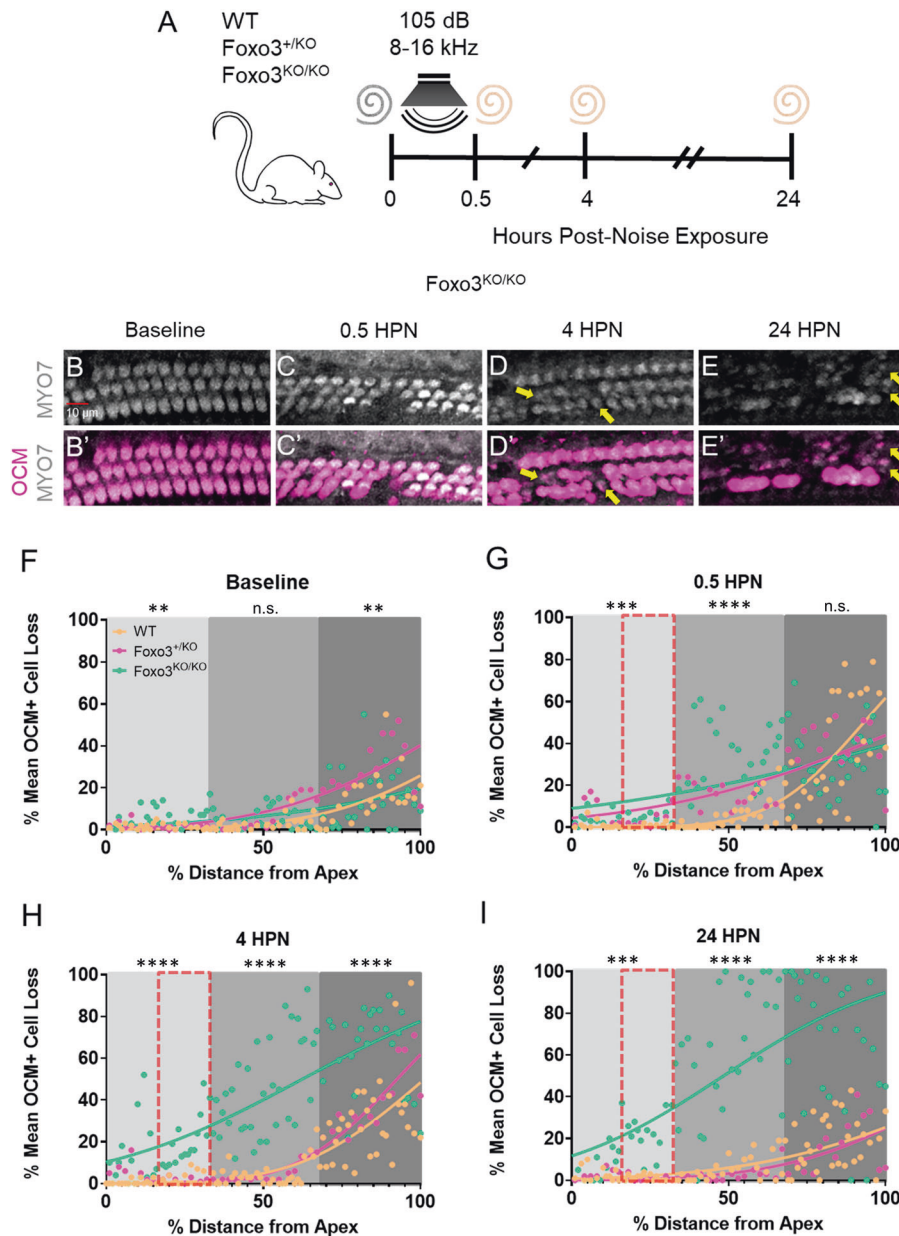 A
WT
Foxo3+/KO
Foxo3KO/KO
105 dB
8-16 kHz
0
0.5
4
24
Hours Post-Noise Exposure
Foxo3KO/KO
Baseline
0.5 HPN
4 HPN
24 HPN
MYO7
B
10 µm
C
D
E
OCM
MYO7
B'
C'
D'
E'
F
Baseline
**
n.s.
**
% Mean OCM+ Cell Loss
100
80
60
40
20
0
WT
Foxo3+/KO
Foxo3KO/KO
0
50
100
% Distance from Apex
G
0.5 HPN
***
****
n.s.
% Mean OCM+ Cell Loss
100
80
60
40
20
0
0
50
100
% Distance from Apex
H
4 HPN
****
****
****
% Mean OCM+ Cell Loss
100
80
60
40
20
0
0
50
100
% Distance from Apex
I
24 HPN
***
****
****
% Mean OCM+ Cell Loss
100
80
60
40
20
0
0
50
100
% Distance from Apex